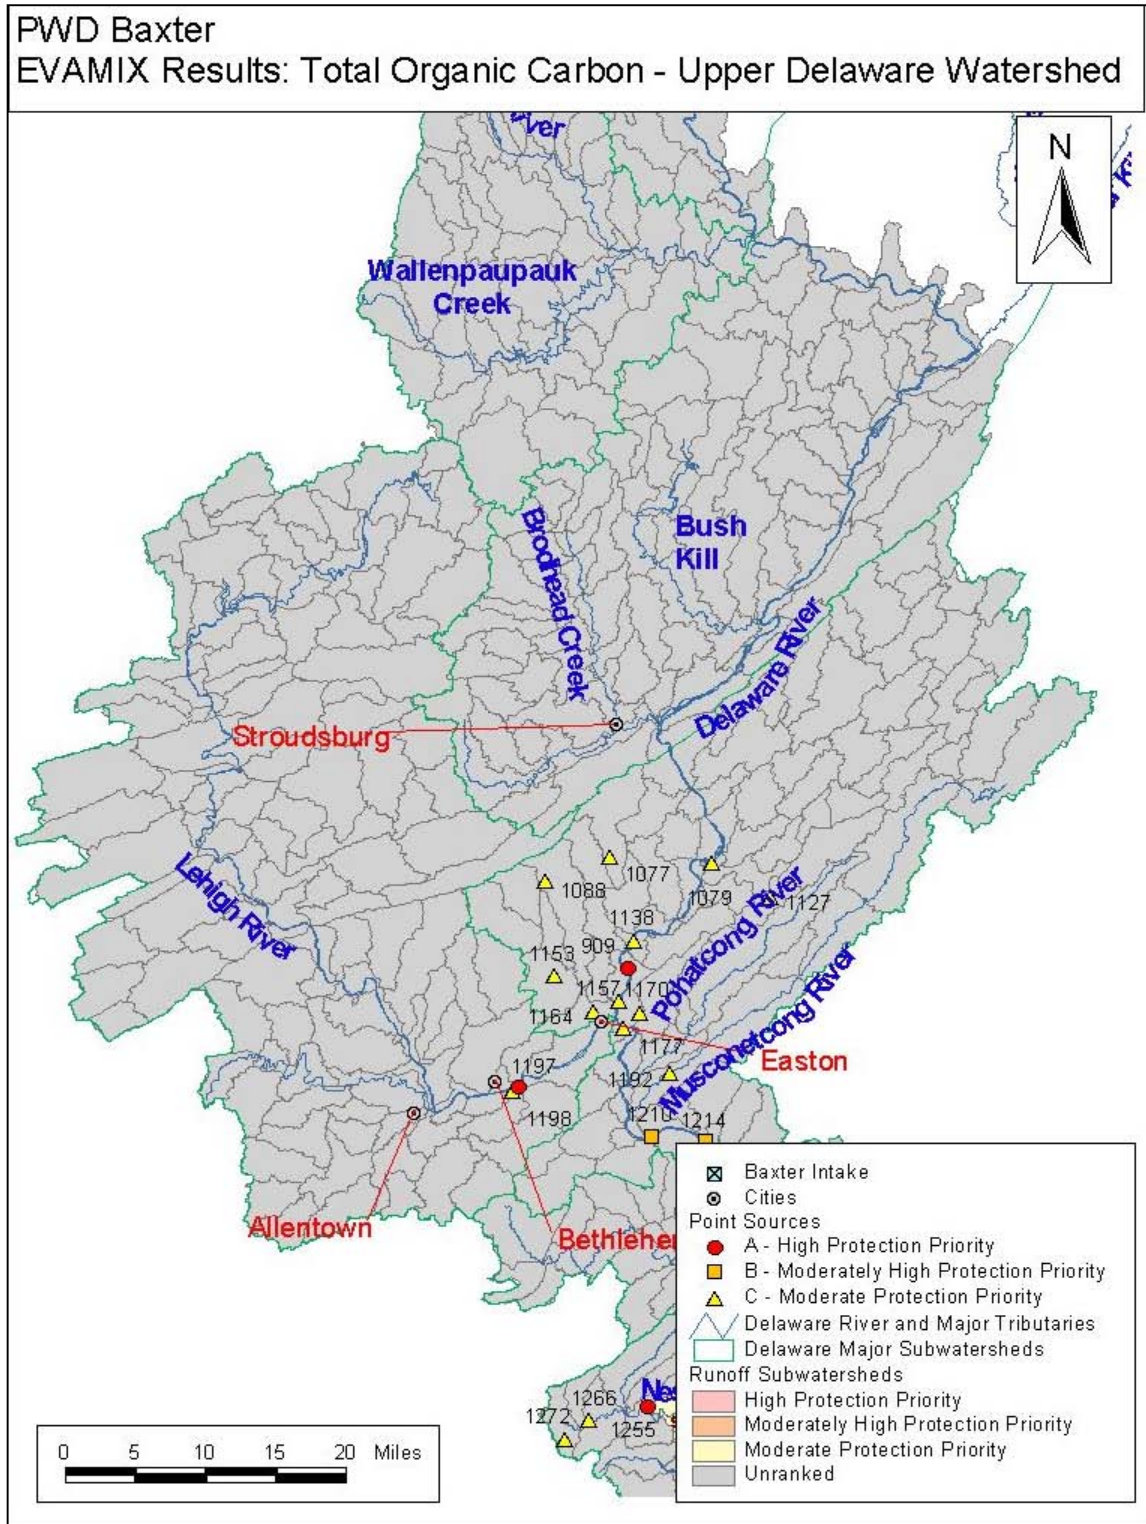 PWD Baxter
EVAMIX Results: Total Organic Carbon - Upper Delaware Watershed
N
Wallenpaupauk
Creek
Bush
Kill
Brodhead Creek
Delaware River
Stroudsburg
Lehigh River
1077
1088
1079
1127
Pohatcong River
1138
909
1153
1157
1170
1164
Musconetcong River
1177
Easton
1197
1192
1198
1210
1214
Allentown
Bethlehe
Baxter Intake
Cities
Point Sources
A - High Protection Priority
B - Moderately High Protection Priority
C - Moderate Protection Priority
Delaware River and Major Tributaries
Delaware Major Subwatersheds
Runoff Subwatersheds
High Protection Priority
Moderately High Protection Priority
Moderate Protection Priority
Unranked
Nes
1266
1272
1255
0 5 10 15 20 Miles